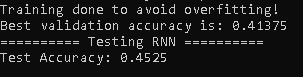 Training done to avoid overfitting!
Best validation accuracy is: 0.41375
========== Testing RNN ==========
Test Accuracy: 0.4525